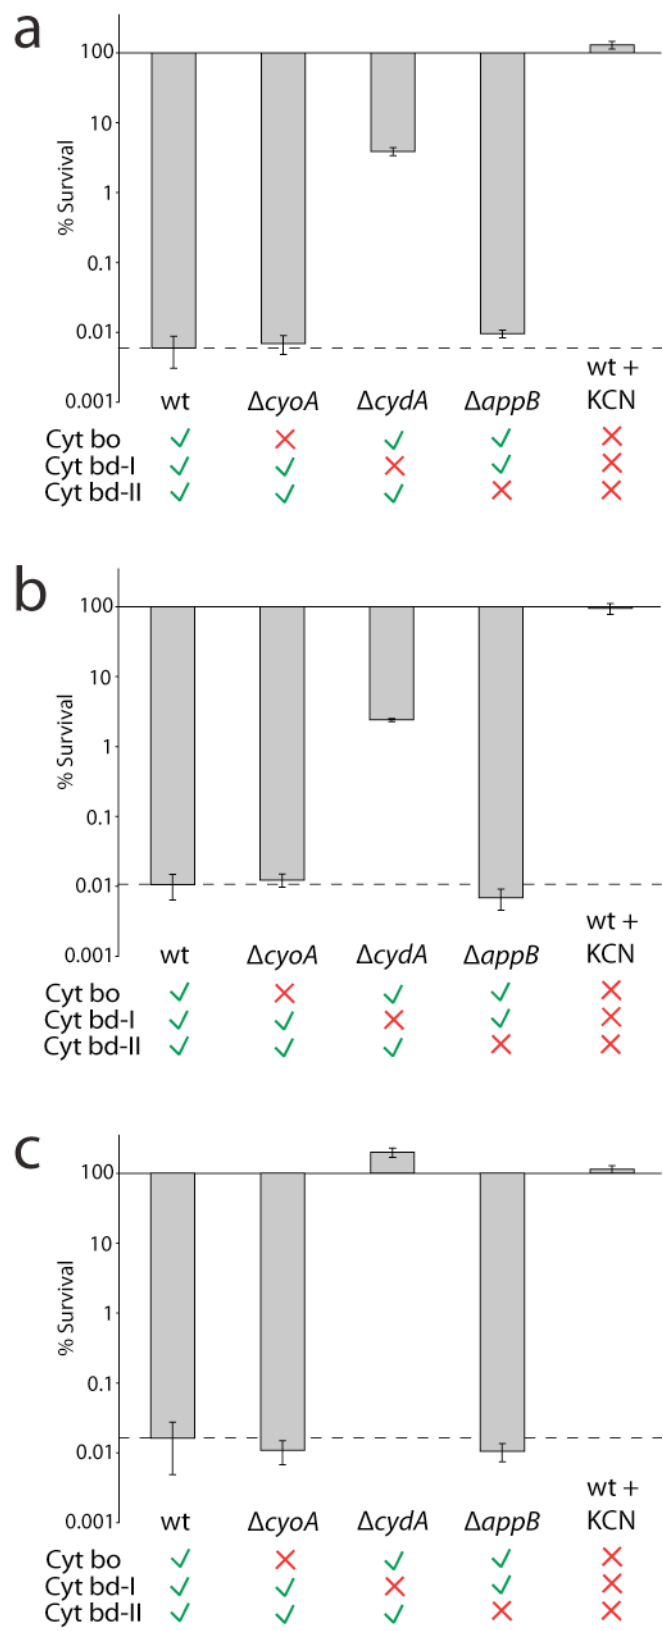 a
% Survival
100
10
1
0.1
0.01
0.001
wt ΔcyoA ΔcydA ΔappB wt + KCN
Cyt bo ✓ ✗ ✓ ✓ ✗
Cyt bd-I ✓ ✓ ✗ ✓ ✗
Cyt bd-II ✓ ✓ ✓ ✗ ✗
b
% Survival
100
10
1
0.1
0.01
0.001
wt ΔcyoA ΔcydA ΔappB wt + KCN
Cyt bo ✓ ✗ ✓ ✓ ✗
Cyt bd-I ✓ ✓ ✗ ✓ ✗
Cyt bd-II ✓ ✓ ✓ ✗ ✗
c
% Survival
100
10
1
0.1
0.01
0.001
wt ΔcyoA ΔcydA ΔappB wt + KCN
Cyt bo ✓ ✗ ✓ ✓ ✗
Cyt bd-I ✓ ✓ ✗ ✓ ✗
Cyt bd-II ✓ ✓ ✓ ✗ ✗